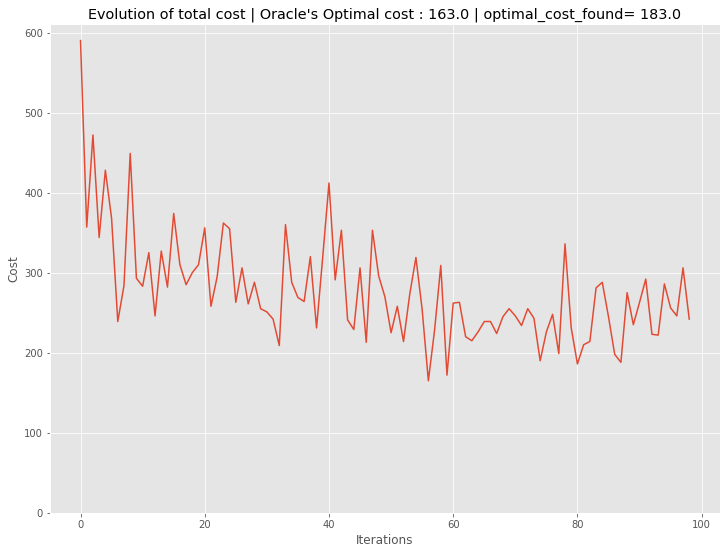 Evolution of total cost | Oracle's Optimal cost : 163.0 | optimal_cost_found= 183.0
600
500
400
300
200
100
0
Cost
0 20 40 60 80 100
Iterations